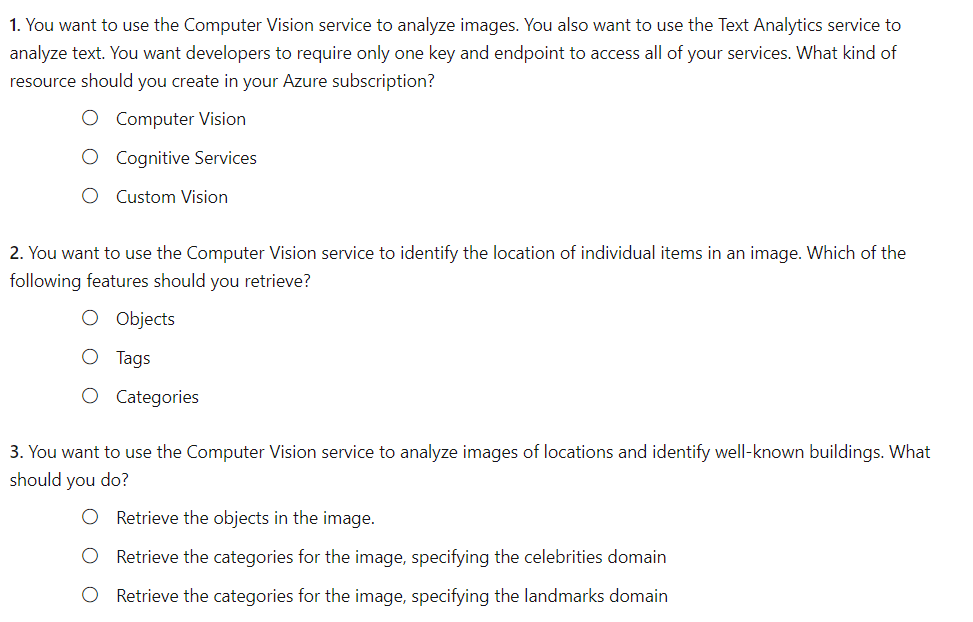 1. You want to use the Computer Vision service to analyze images. You also want to use the Text Analytics service to
analyze text. You want developers to require only one key and endpoint to access all of your services. What kind of
resource should you create in your Azure subscription?
Computer Vision
Cognitive Services
Custom Vision
2. You want to use the Computer Vision service to identify the location of individual items in an image. Which of the
following features should you retrieve?
Objects
Tags
Categories
3. You want to use the Computer Vision service to analyze images of locations and identify well-known buildings. What
should you do?
Retrieve the objects in the image.
Retrieve the categories for the image, specifying the celebrities domain
Retrieve the categories for the image, specifying the landmarks domain